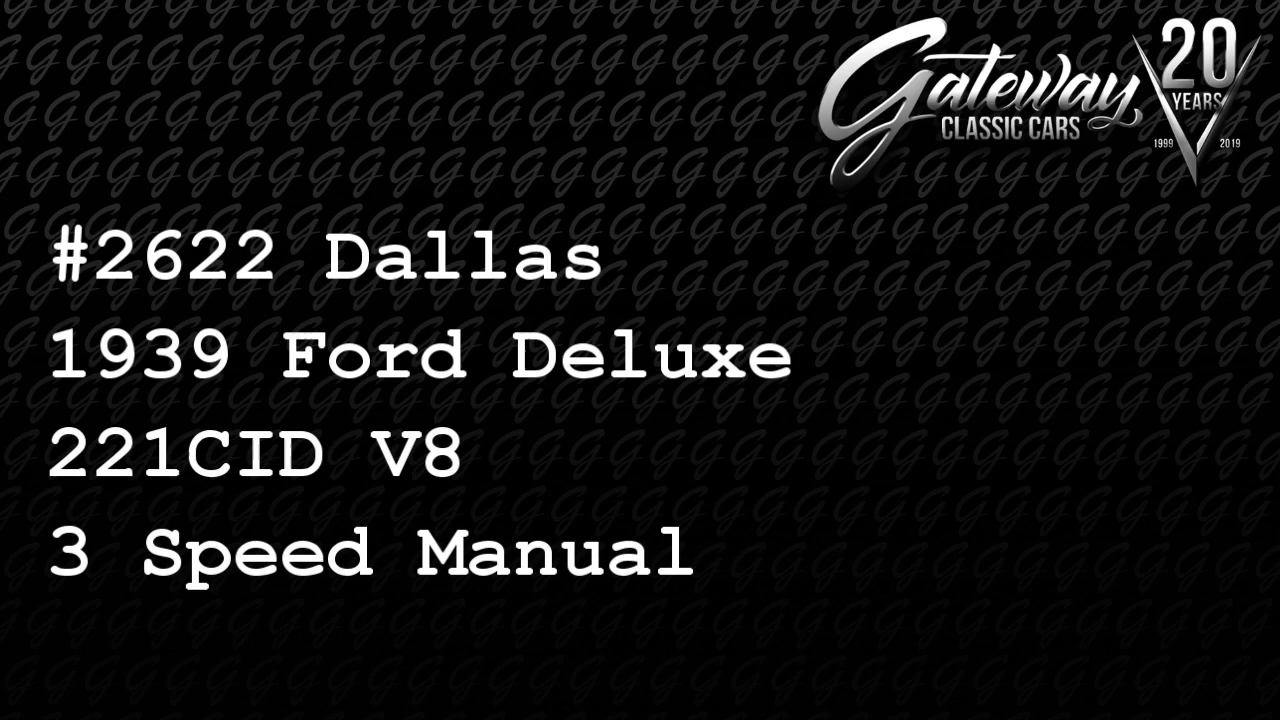 Gateway
CLASSIC CARS
20
YEARS
1999 2019
#2622 Dallas
1939 Ford Deluxe
221CID V8
3 Speed Manual